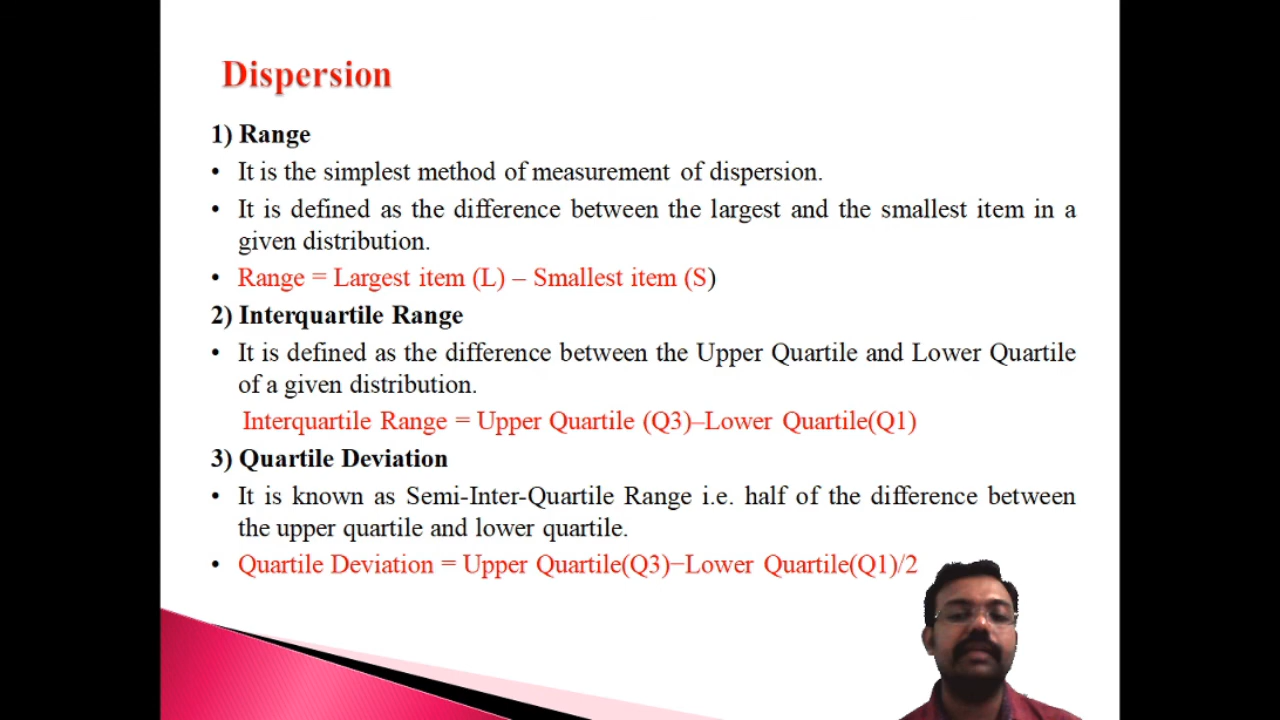 Dispersion
1) Range
• It is the simplest method of measurement of dispersion.
• It is defined as the difference between the largest and the smallest item in a
given distribution.
• Range = Largest item (L) – Smallest item (S)
2) Interquartile Range
• It is defined as the difference between the Upper Quartile and Lower Quartile
of a given distribution.
Interquartile Range = Upper Quartile (Q3)–Lower Quartile(Q1)
3) Quartile Deviation
• It is known as Semi-Inter-Quartile Range i.e. half of the difference between
the upper quartile and lower quartile.
• Quartile Deviation = Upper Quartile(Q3)−Lower Quartile(Q1)/2